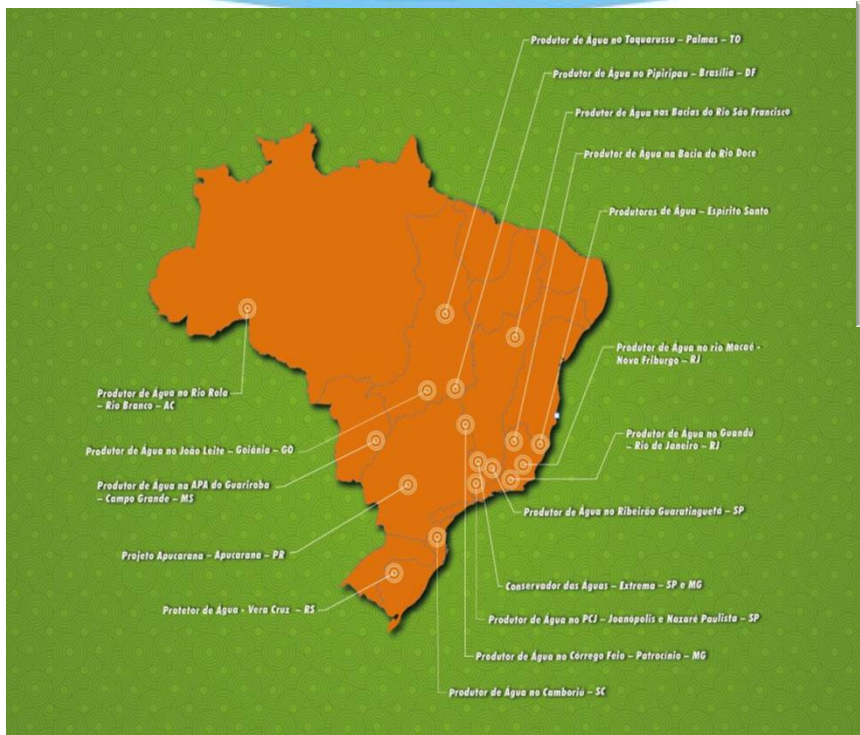 Produtor de Água no Taquarussu – Palmas – TO
Produtor de Água no Pipiripau – Brasília – DF
Produtor de Água nas Bacias do Rio São Francisco
Produtor de Água na Bacia do Rio Doce
Produtores de Água – Espírito Santo
Produtor de Água no rio Macaé -
Nova Friburgo – RJ
Produtor de Água no Rio Rola
– Rio Branco – AC
Produtor de Água no Guandú
– Rio de Janeiro – RJ
Produtor de Água no João Leite – Goiânia – GO
Produtor de Água na APA do Guariroba
– Campo Grande – MS
Produtor de Água no Ribeirão Guaratinguetá – SP
Projeto Apucarana – Apucarana – PR
Conservador das Águas – Extrema – SP e MG
Protetor de Água - Vera Cruz – RS
Produtor de Água no PCJ – Joanópolis e Nazaré Paulista – SP
Produtor de Água no Córrego Feio – Patrocínio – MG
Produtor de Água no Camboriú – SC